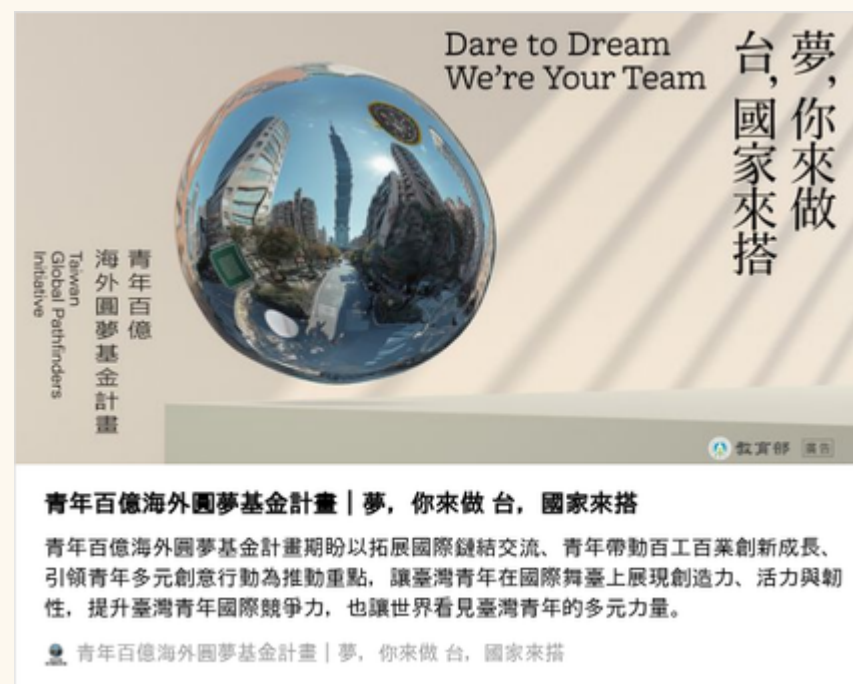 Dare to Dream
We're Your Team
夢，你來做
台，國家來搭
青年百億
海外圓夢基金計畫
Taiwan
Global Pathfinders
Initiative
教育部 廣告
青年百億海外圓夢基金計畫｜夢，你來做 台，國家來搭
青年百億海外圓夢基金計畫期盼以拓展國際鏈結交流、青年帶動百工百業創新成長、
引領青年多元創意行動為推動重點，讓臺灣青年在國際舞臺上展現創造力、活力與韌
性，提升臺灣青年國際競爭力，也讓世界看見臺灣青年的多元力量。
青年百億海外圓夢基金計畫｜夢，你來做 台，國家來搭